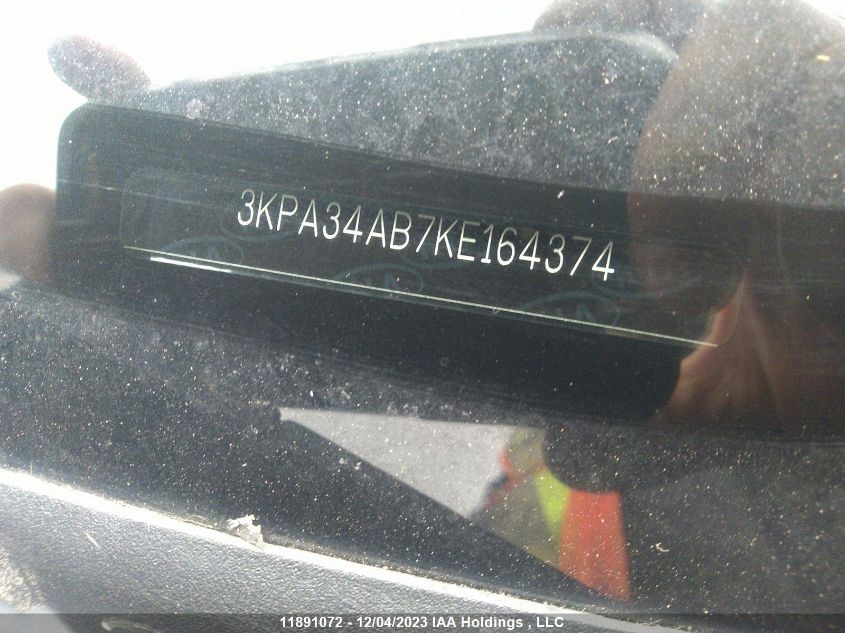 3KPA34AB7KE164374
11891072 - 12/04/2023 IAA Holdings , LLC